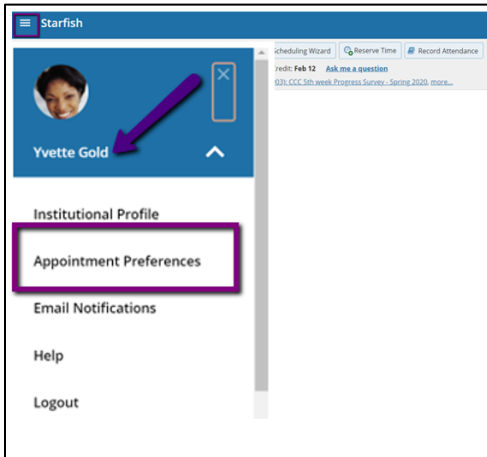 Starfish
cheduling Wizard Reserve Time Record Attendance
redit: Feb 12 Ask me a question
03): CCC 5th week Progress Survey - Spring 2020, more...
Yvette Gold
Institutional Profile
Appointment Preferences
Email Notifications
Help
Logout